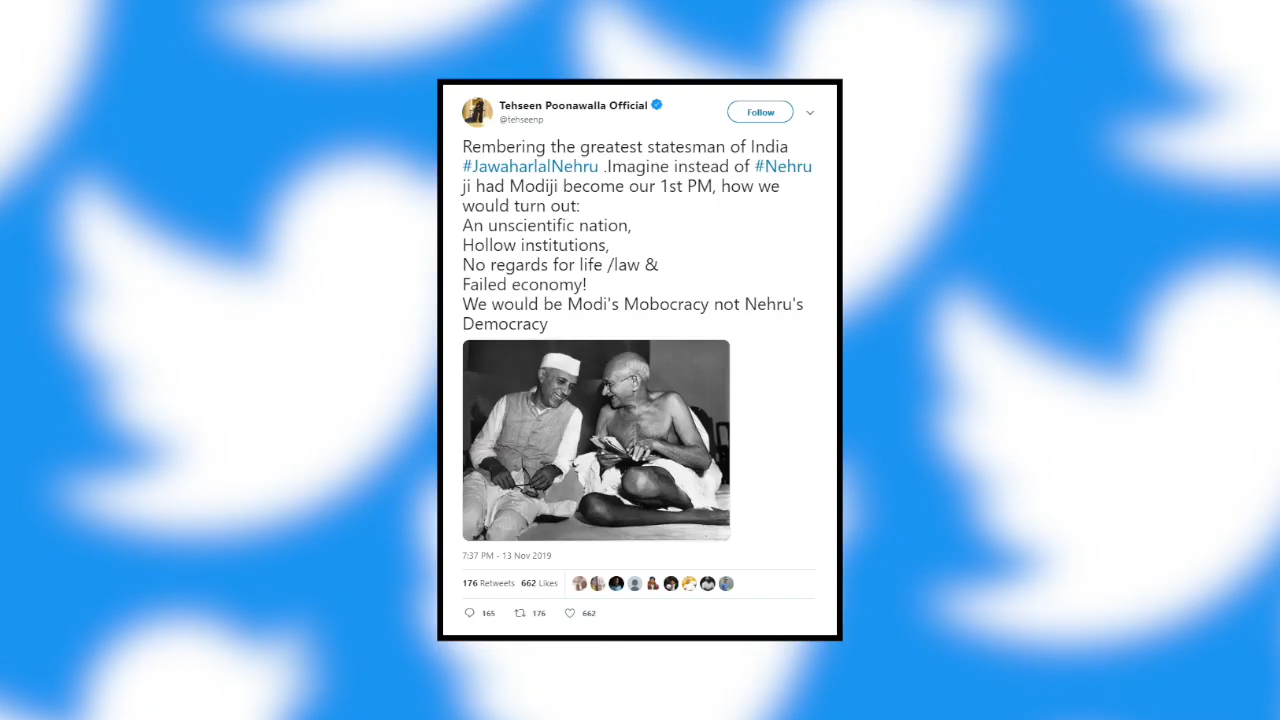 Tehseen Poonawalla Official
@tehseenp
Follow
Rembering the greatest statesman of India
#JawaharlalNehru .Imagine instead of #Nehru
ji had Modiji become our 1st PM, how we
would turn out:
An unscientific nation,
Hollow institutions,
No regards for life /law &
Failed economy!
We would be Modi's Mobocracy not Nehru's
Democracy
7:37 PM - 13 Nov 2019
176 Retweets 662 Likes
165 176 662